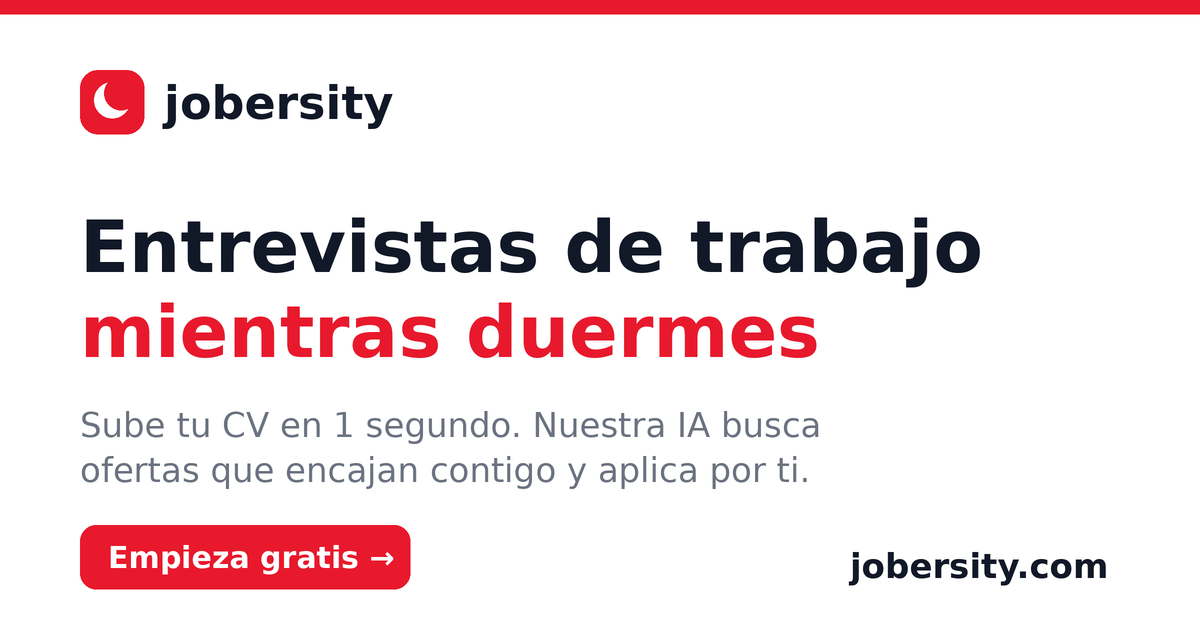 jobersity
Entrevistas de trabajo
mientras duermes
Sube tu CV en 1 segundo. Nuestra IA busca
ofertas que encajan contigo y aplica por ti.
Empieza gratis →
jobersity.com